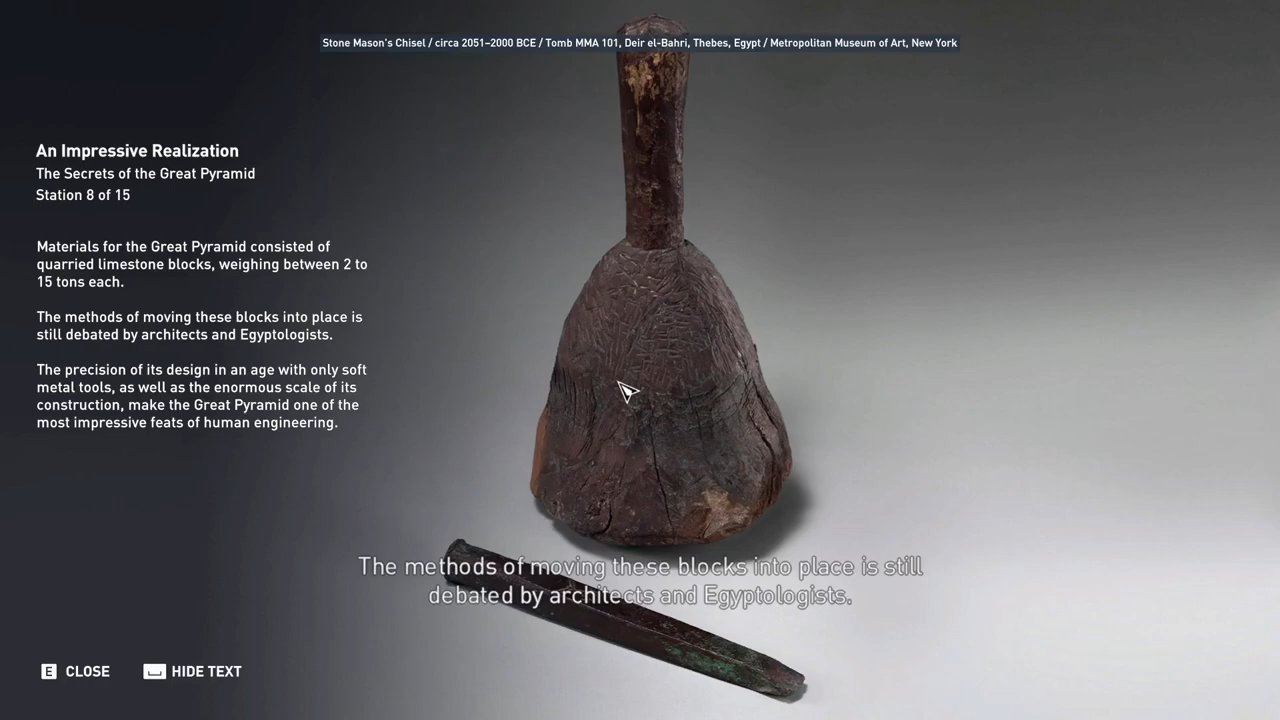 Stone Mason's Chisel / circa 2051–2000 BCE / Tomb MMA 101, Deir el-Bahri, Thebes, Egypt / Metropolitan Museum of Art, New York
An Impressive Realization
The Secrets of the Great Pyramid
Station 8 of 15
Materials for the Great Pyramid consisted of
quarried limestone blocks, weighing between 2 to
15 tons each.
The methods of moving these blocks into place is
still debated by architects and Egyptologists.
The precision of its design in an age with only soft
metal tools, as well as the enormous scale of its
construction, make the Great Pyramid one of the
most impressive feats of human engineering.
The methods of moving these blocks into place is still
debated by architects and Egyptologists.
E CLOSE
HIDE TEXT